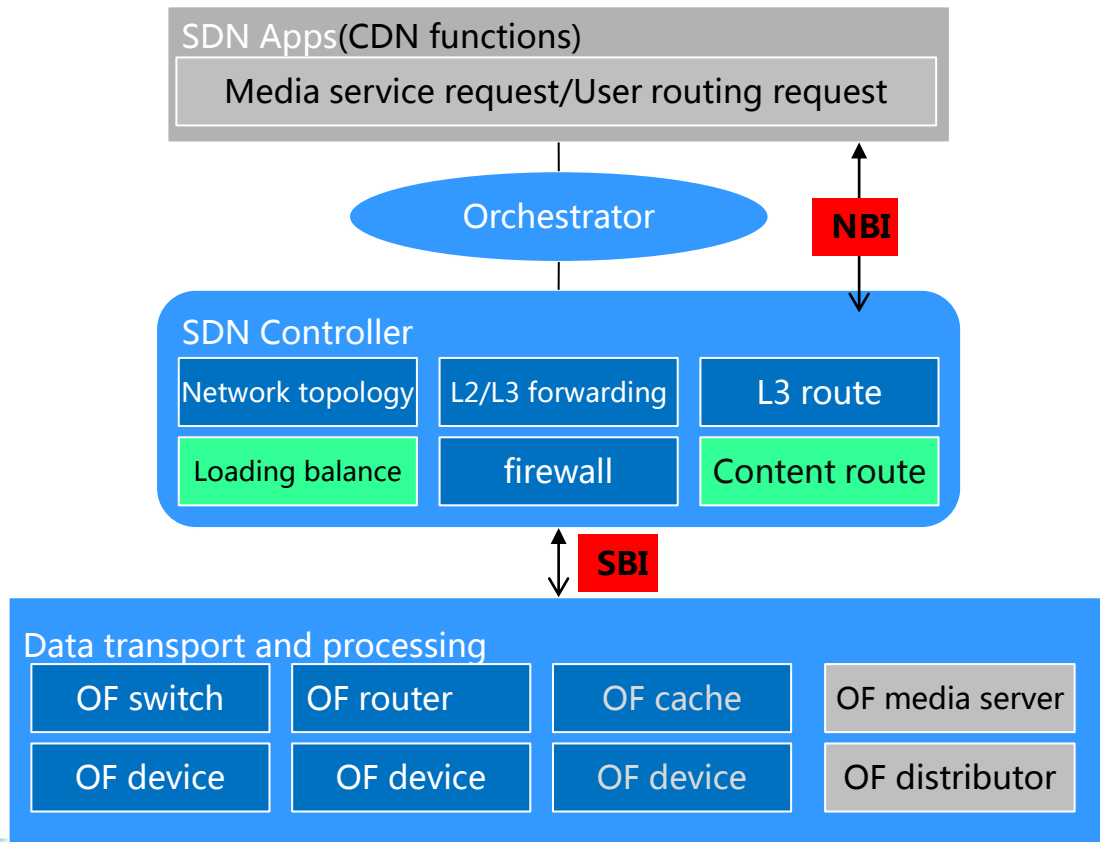 SDN Apps(CDN functions)
Media service request/User routing request
Orchestrator
NBI
SDN Controller
Network topology
L2/L3 forwarding
L3 route
Loading balance
firewall
Content route
SBI
Data transport and processing
OF switch
OF router
OF cache
OF media server
OF device
OF device
OF device
OF distributor